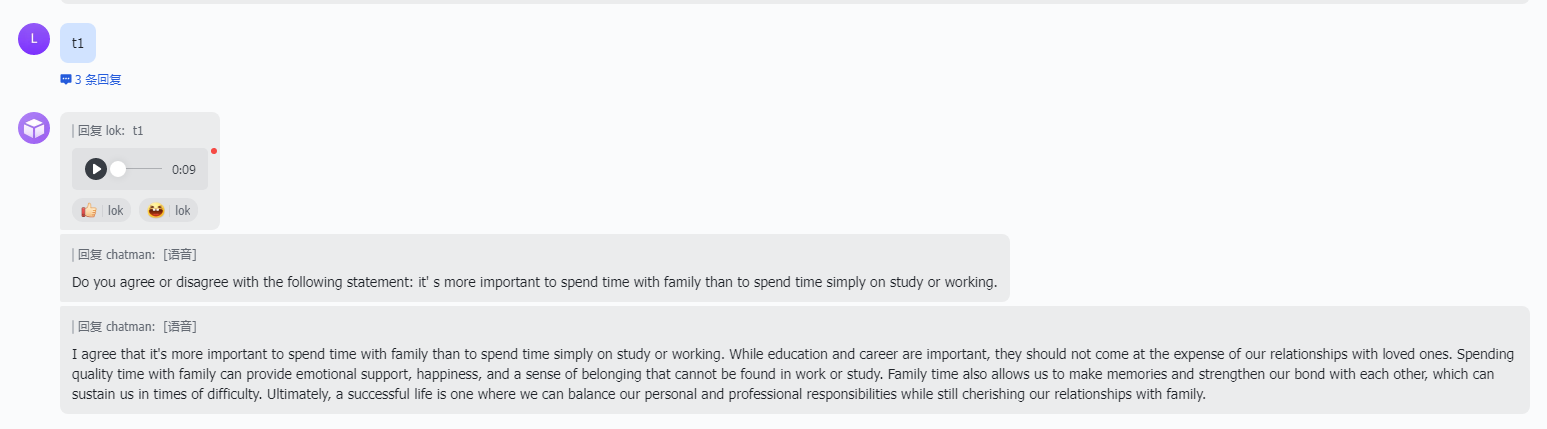 L
t1
3 条回复
| 回复 lok: t1
0:09
lok
lok
| 回复 chatman: [语音]
Do you agree or disagree with the following statement: it' s more important to spend time with family than to spend time simply on study or working.
| 回复 chatman: [语音]
I agree that it's more important to spend time with family than to spend time simply on study or working. While education and career are important, they should not come at the expense of our relationships with loved ones. Spending
quality time with family can provide emotional support, happiness, and a sense of belonging that cannot be found in work or study. Family time also allows us to make memories and strengthen our bond with each other, which can
sustain us in times of difficulty. Ultimately, a successful life is one where we can balance our personal and professional responsibilities while still cherishing our relationships with family.